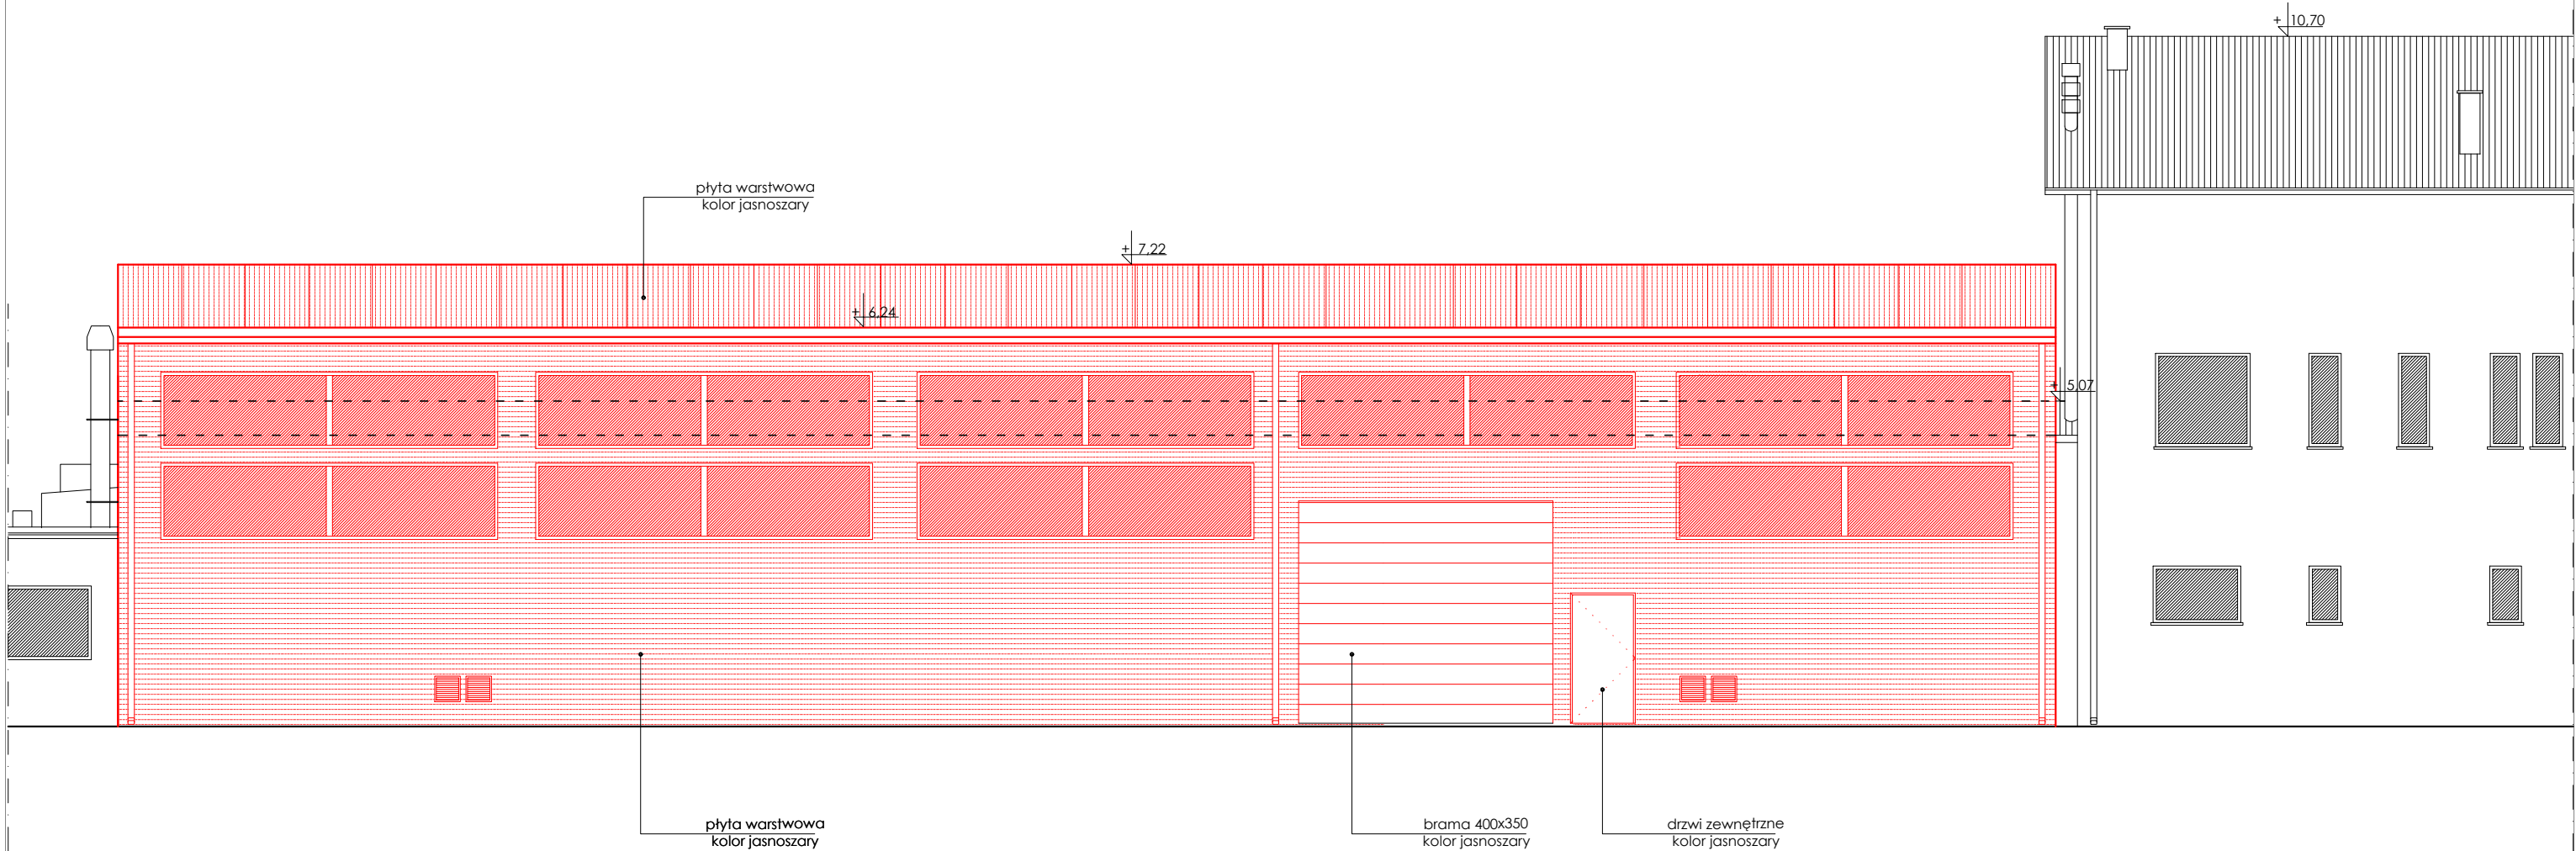 + 10,70
płyta warstwowa
kolor jasnoszary
+ 7,22
+ 6,24
+ 5,07
płyta warstwowa
kolor jasnoszary
brama 400x350
kolor jasnoszary
drzwi zewnętrzne
kolor jasnoszary